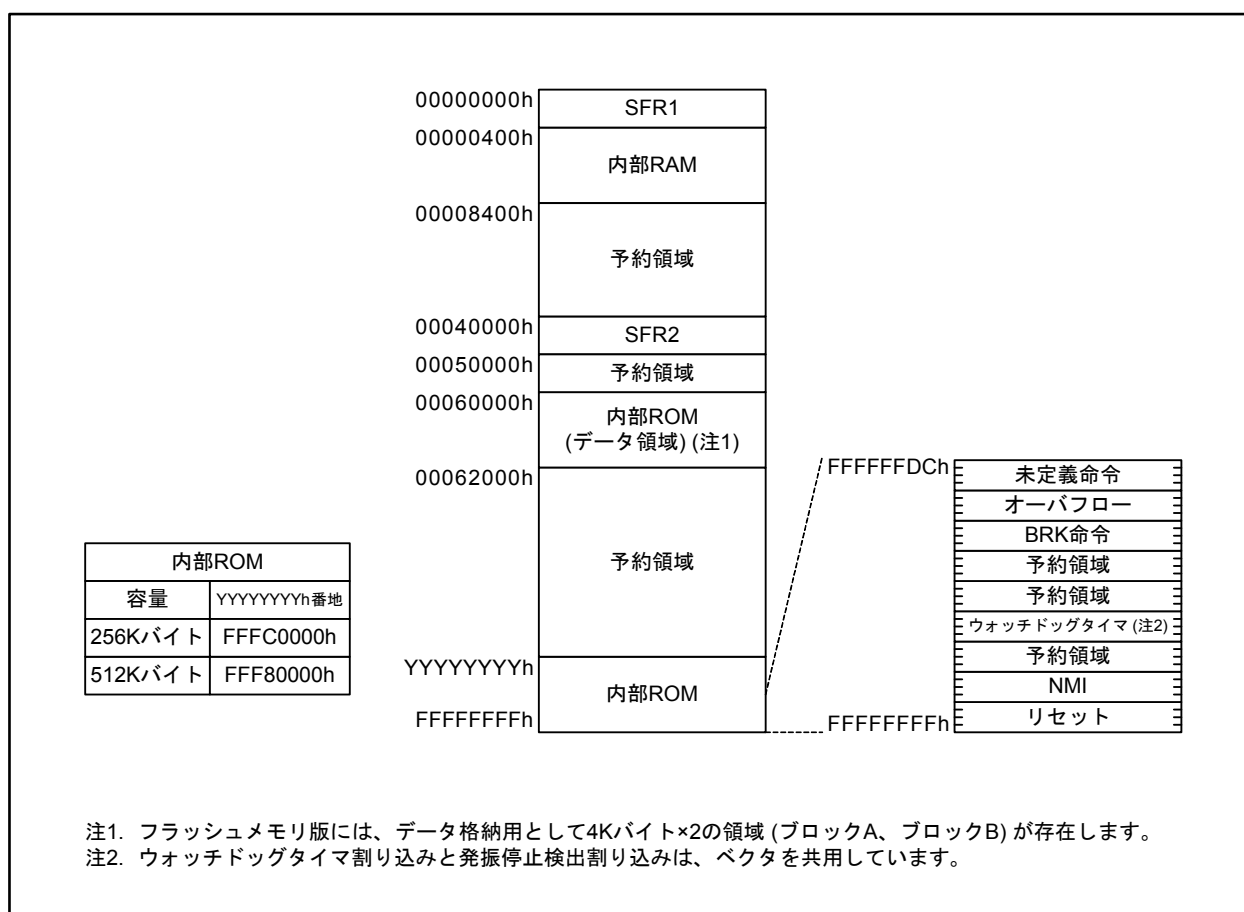 00000000h
SFR1
00000400h
内部RAM
00008400h
予約領域
00040000h
SFR2
00050000h
予約領域
00060000h
内部ROM
(データ領域) (注1)
00062000h
予約領域
YYYYYYYYh
内部ROM
FFFFFFFFh
内部ROM
容量 YYYYYYYYh番地
256Kバイト FFFC0000h
512Kバイト FFF80000h
FFFFFFDCh
未定義命令
オーバフロー
BRK命令
予約領域
予約領域
ウォッチドッグタイマ (注2)
予約領域
NMI
リセット
FFFFFFFFh
注1. フラッシュメモリ版には、データ格納用として4Kバイト×2の領域 (ブロックA、ブロックB) が存在します。
注2. ウォッチドッグタイマ割り込みと発振停止検出割り込みは、ベクタを共用しています。